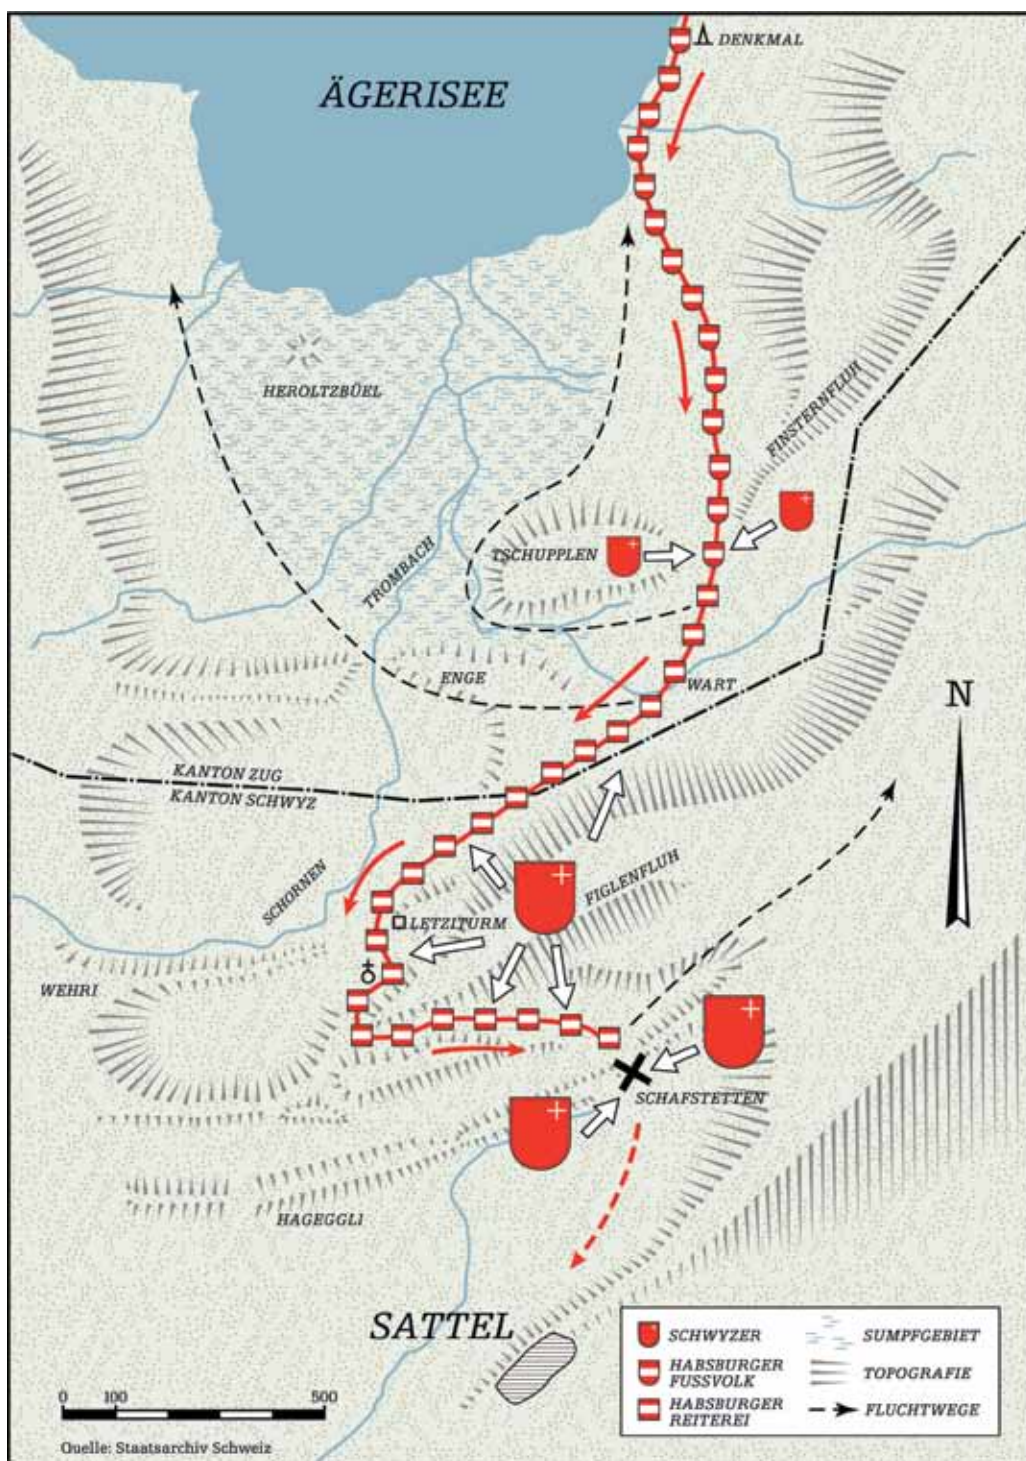 DENKMAL
ÄGERISEE
HEROLTZBÜEL
FINSTERNFLUH
TSCHUPPLEN
TROMBACH
ENGE
WART
N
KANTON ZUG
KANTON SCHWYZ
SCHORNEN
FIGLENFLUH
LETZITURM
WEHRI
SCHAFSTETTEN
HAGEGGLI
SATTEL
SCHWYZER
HABSBURGER
FUSSVOLK
HABSBURGER
REITEREI
SUMPFGEBIET
TOPOGRAFIE
FLUCHTWEGE
0 100 500
Quelle: Staatsarchiv Schweiz